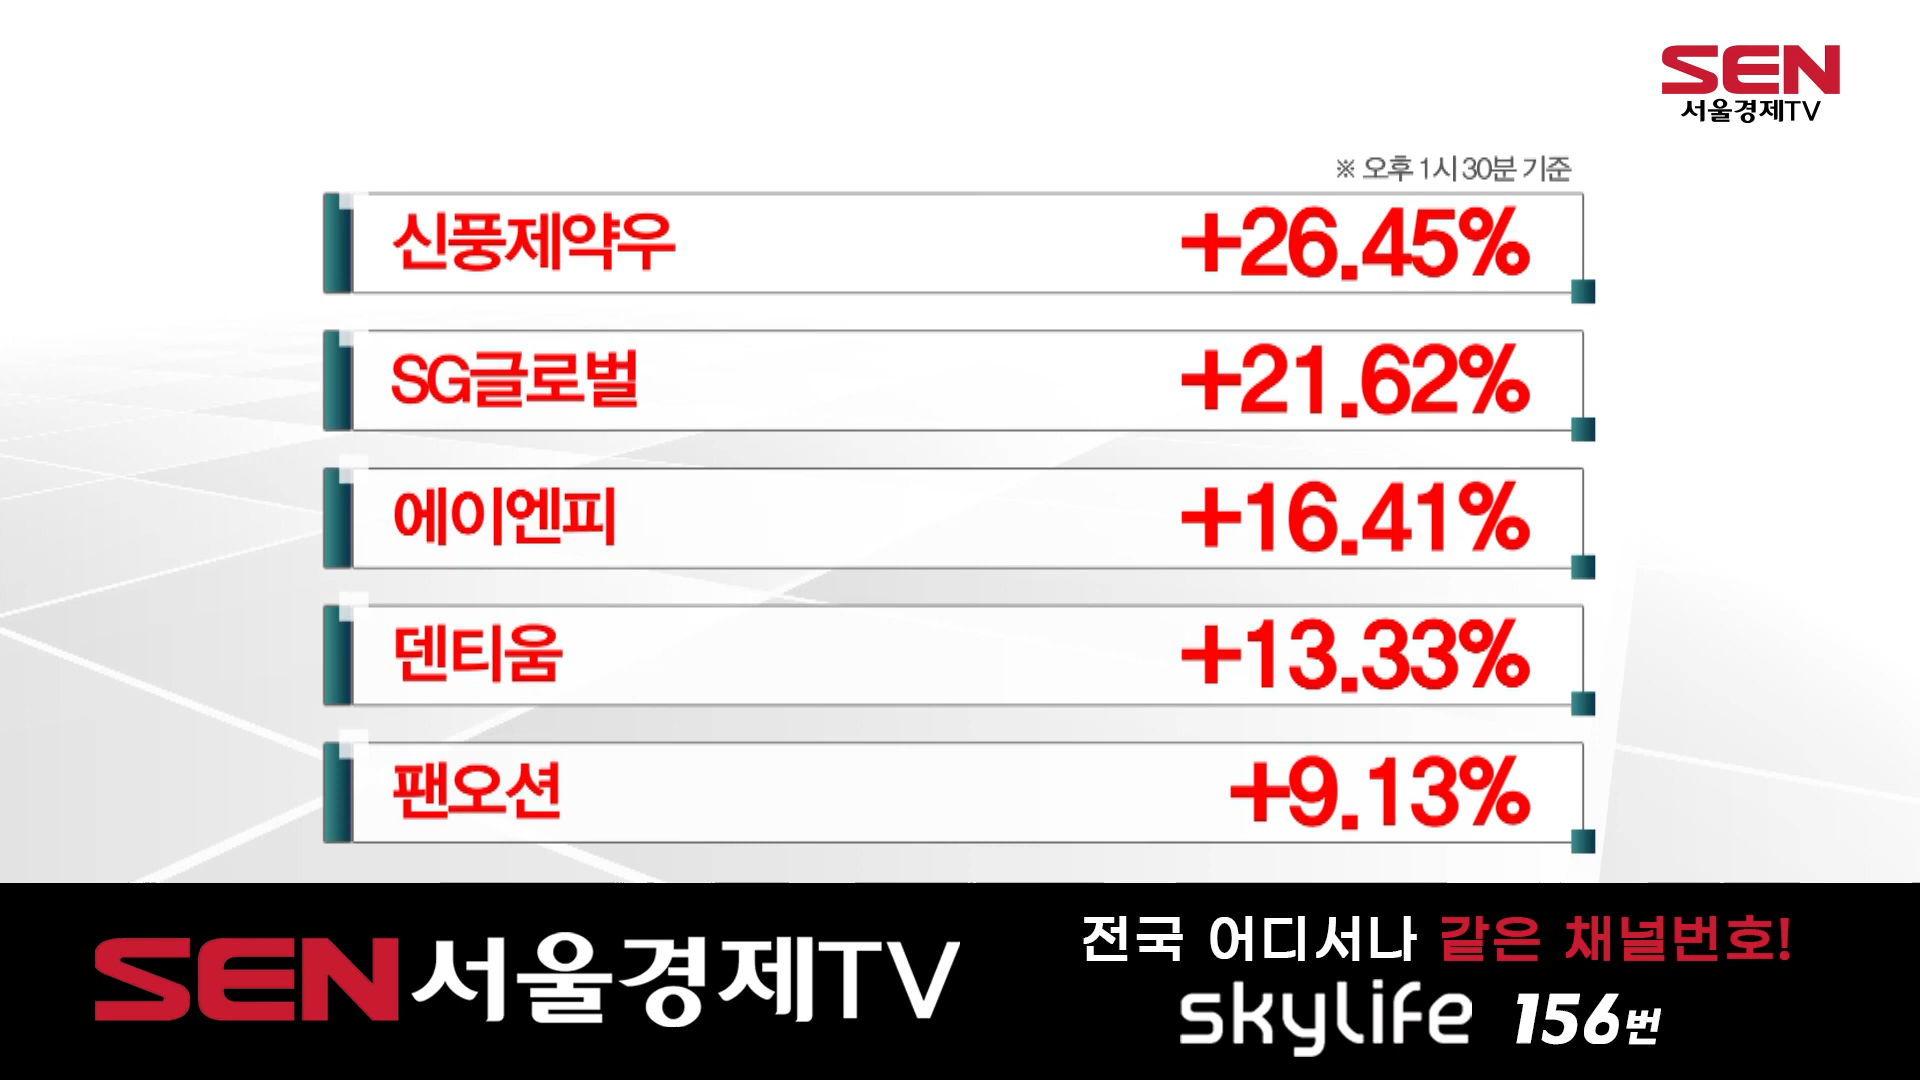 SEN
서울경제TV
※ 오후 1시 30분 기준
신풍제약우 +26.45%
SG글로벌 +21.62%
에이엔피 +16.41%
덴티움 +13.33%
팬오션 +9.13%
SEN서울경제TV
전국 어디서나 같은 채널번호!
skylife 156번